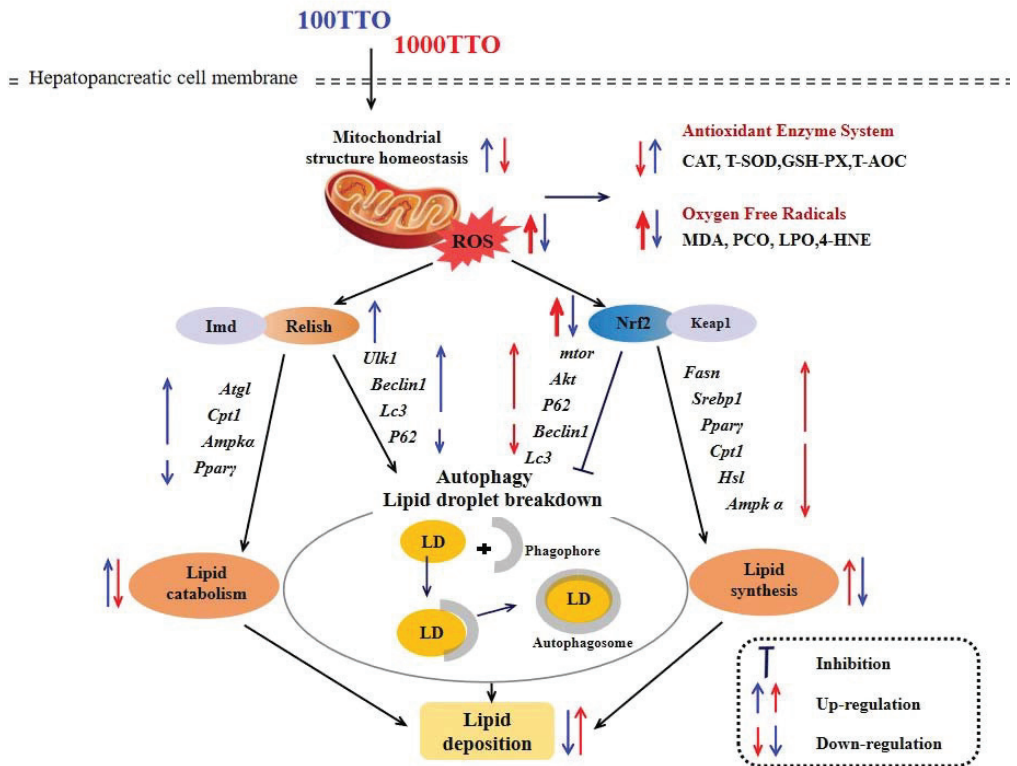 100TTO
1000TTO
Hepatopancreatic cell membrane
Mitochondrial
structure homeostasis
Antioxidant Enzyme System
CAT, T-SOD,GSH-PX,T-AOC
Oxygen Free Radicals
MDA, PCO, LPO,4-HNE
ROS
Imd
Relish
Nrf2
Keap1
Atgl
Cpt1
Ampkα
Pparγ
Ulk1
Beclin1
Lc3
P62
mtor
Akt
P62
Beclin1
Lc3
Fasn
Srebp1
Pparγ
Cpt1
Hsl
Ampk α
Autophagy
Lipid droplet breakdown
LD
Phagophore
LD
LD
Autophagosome
Lipid
catabolism
Lipid
synthesis
Lipid
deposition
Inhibition
Up-regulation
Down-regulation